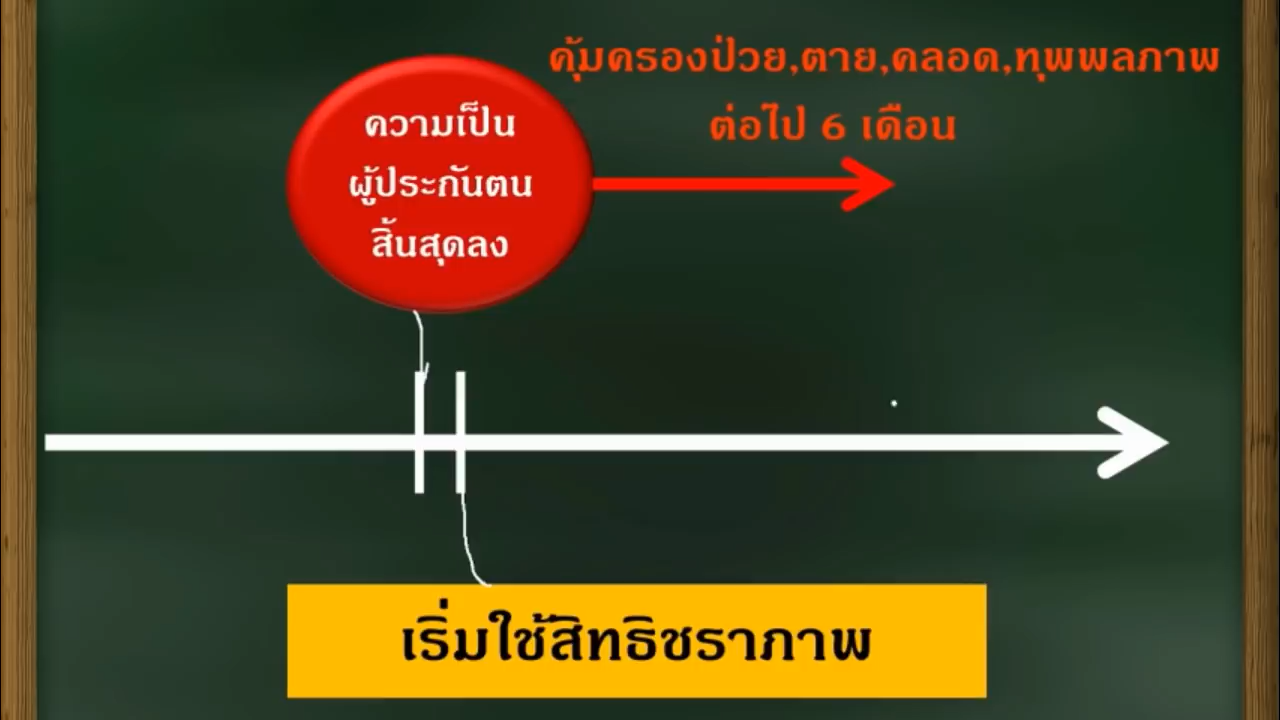 คุ้มครองป่วย,ตาย,คลอด,ทุพพลภาพ
ต่อไป 6 เดือน
ความเป็น
ผู้ประกันตน
สิ้นสุดลง
เริ่มใช้สิทธิชราภาพ